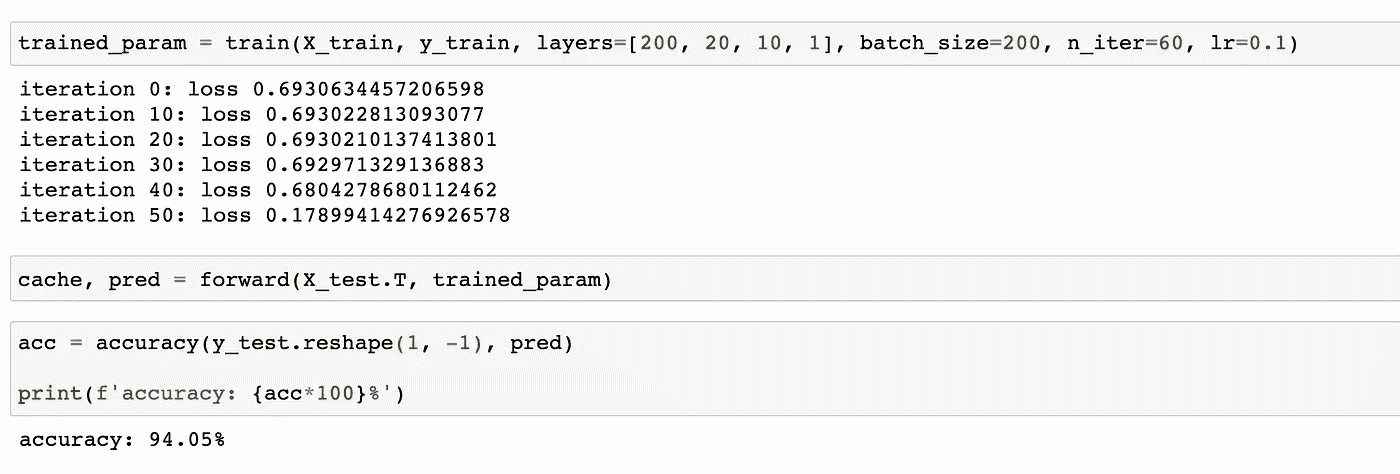 trained_param = train(X_train, y_train, layers=[200, 20, 10, 1], batch_size=200, n_iter=60, lr=0.1)
iteration 0: loss 0.6930634457206598
iteration 10: loss 0.693022813093077
iteration 20: loss 0.6930210137413801
iteration 30: loss 0.692971329136883
iteration 40: loss 0.6804278680112462
iteration 50: loss 0.17899414276926578
cache, pred = forward(X_test.T, trained_param)
acc = accuracy(y_test.reshape(1, -1), pred)
print(f'accuracy: {acc*100}%')
accuracy: 94.05%